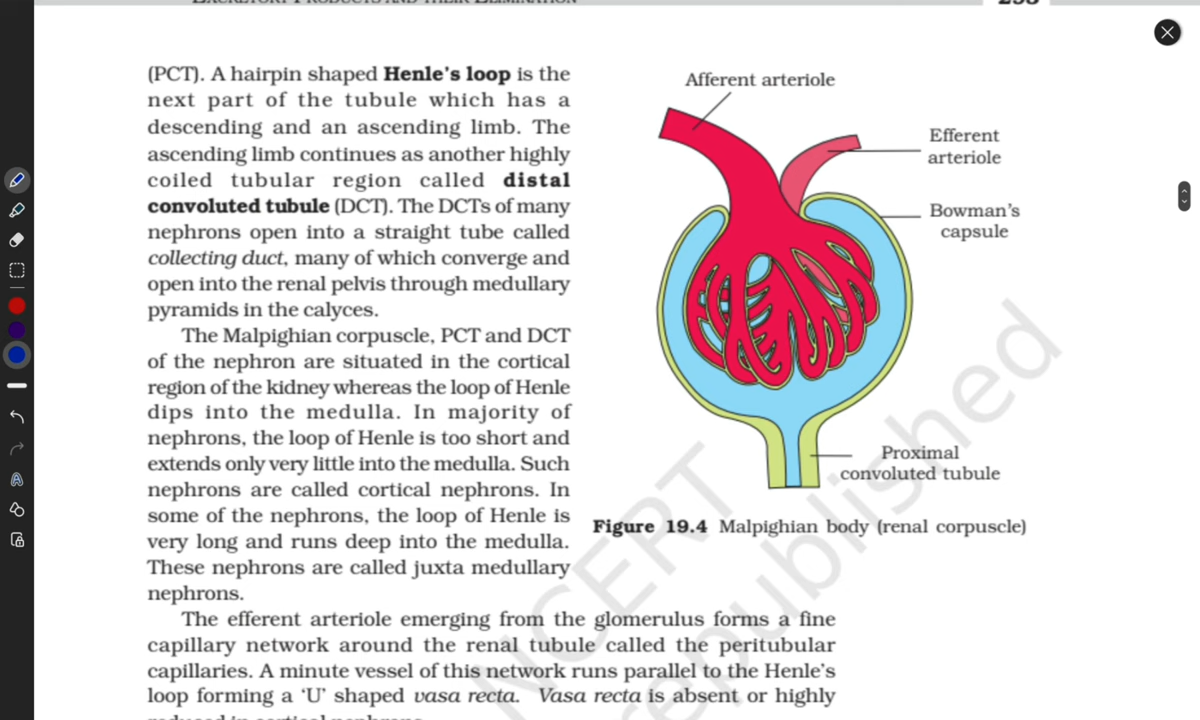 EXCRETORY PRODUCTS AND THEIR ELIMINATION
(PCT). A hairpin shaped Henle's loop is the
next part of the tubule which has a
descending and an ascending limb. The
ascending limb continues as another highly
coiled tubular region called distal
convoluted tubule (DCT). The DCTs of many
nephrons open into a straight tube called
collecting duct, many of which converge and
open into the renal pelvis through medullary
pyramids in the calyces.
The Malpighian corpuscle, PCT and DCT
of the nephron are situated in the cortical
region of the kidney whereas the loop of Henle
dips into the medulla. In majority of
nephrons, the loop of Henle is too short and
extends only very little into the medulla. Such
nephrons are called cortical nephrons. In
some of the nephrons, the loop of Henle is
very long and runs deep into the medulla.
These nephrons are called juxta medullary
nephrons.
Afferent arteriole
Efferent
arteriole
Bowman's
capsule
Proximal
convoluted tubule
Figure 19.4 Malpighian body (renal corpuscle)
The efferent arteriole emerging from the glomerulus forms a fine
capillary network around the renal tubule called the peritubular
capillaries. A minute vessel of this network runs parallel to the Henle's
loop forming a 'U' shaped vasa recta. Vasa recta is absent or highly
reduced in cortical nephrons.
NCERT
republished